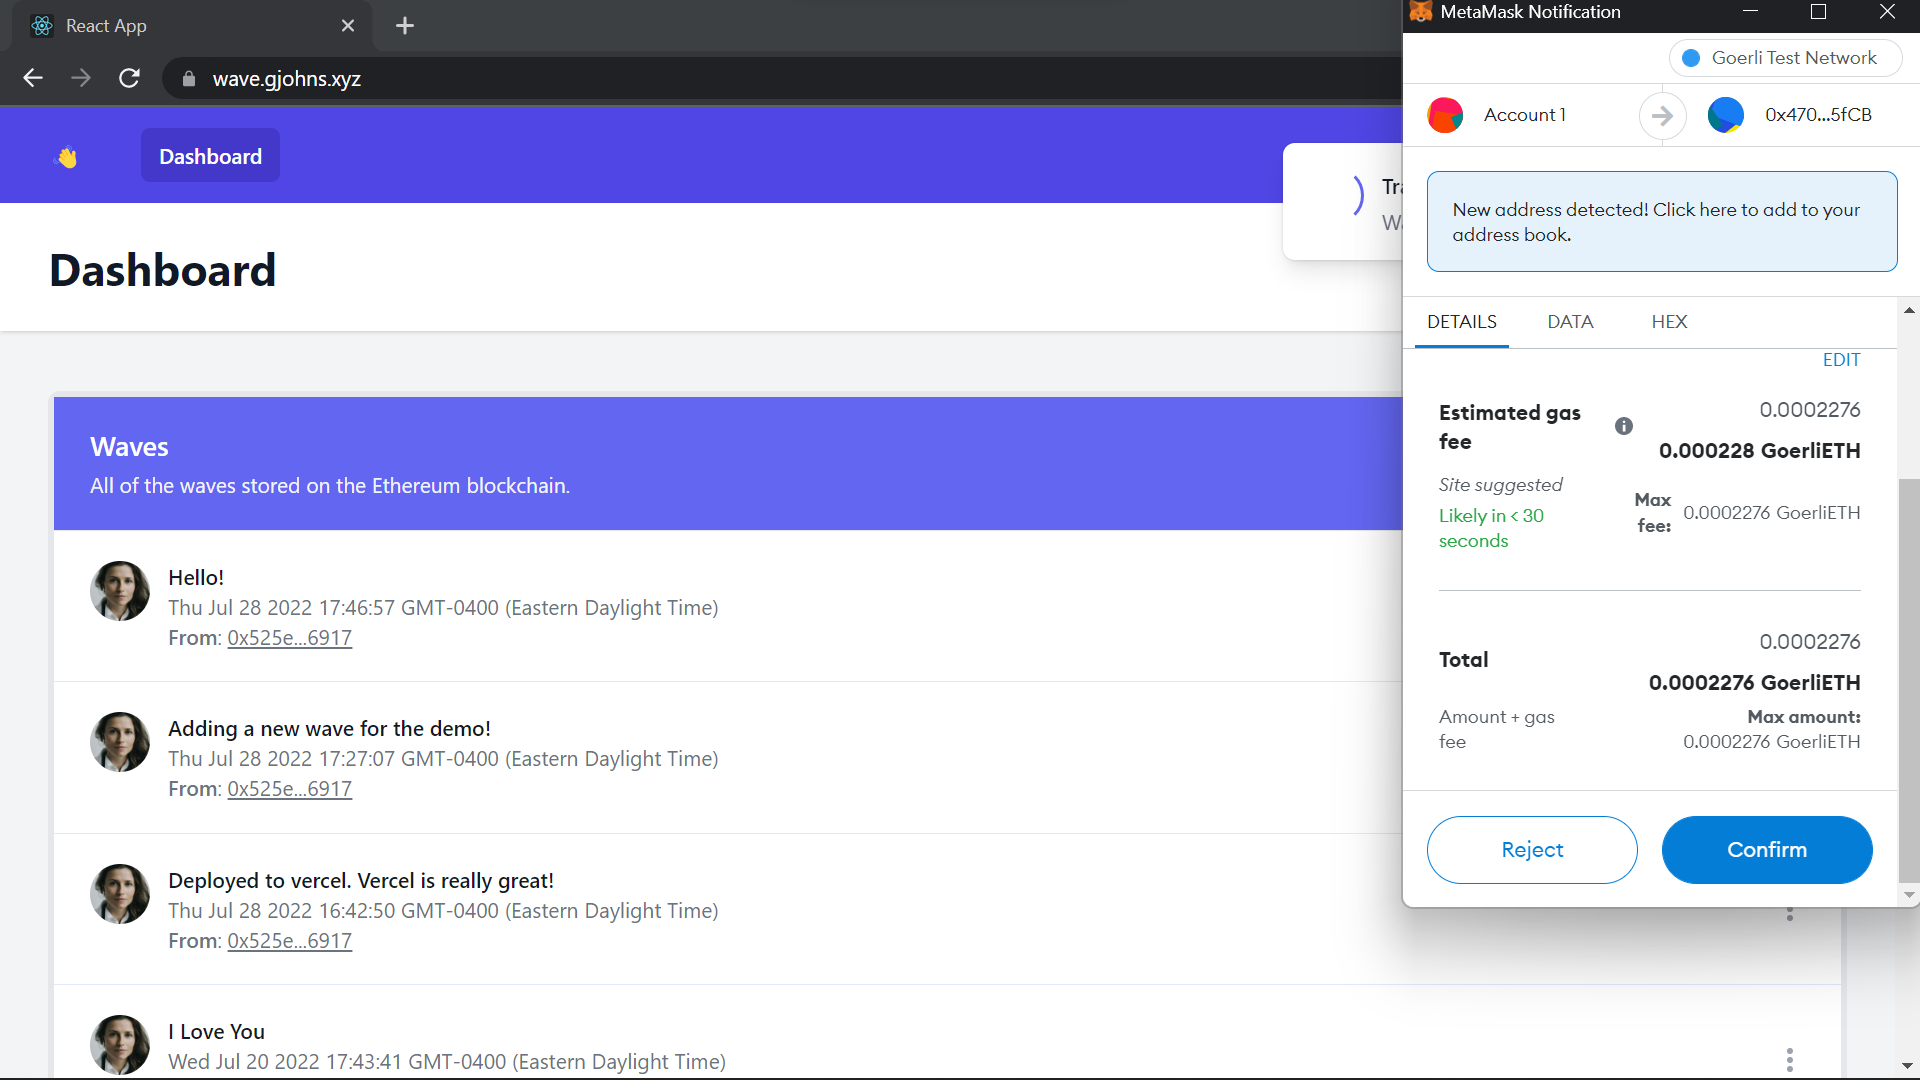 React App
wave.gjohns.xyz
Dashboard
Dashboard
Waves
All of the waves stored on the Ethereum blockchain.
Hello!
Thu Jul 28 2022 17:46:57 GMT-0400 (Eastern Daylight Time)
From: 0x525e...6917
Adding a new wave for the demo!
Thu Jul 28 2022 17:27:07 GMT-0400 (Eastern Daylight Time)
From: 0x525e...6917
Deployed to vercel. Vercel is really great!
Thu Jul 28 2022 16:42:50 GMT-0400 (Eastern Daylight Time)
From: 0x525e...6917
I Love You
Wed Jul 20 2022 17:43:41 GMT-0400 (Eastern Daylight Time)
MetaMask Notification
Goerli Test Network
Account 1
0x470...5fCB
New address detected! Click here to add to your
address book.
DETAILS DATA HEX
EDIT
Estimated gas
fee
0.0002276
0.000228 GoerliETH
Site suggested
Likely in < 30
seconds
Max
fee:
0.0002276 GoerliETH
Total
0.0002276
0.0002276 GoerliETH
Amount + gas
fee
Max amount:
0.0002276 GoerliETH
Reject
Confirm